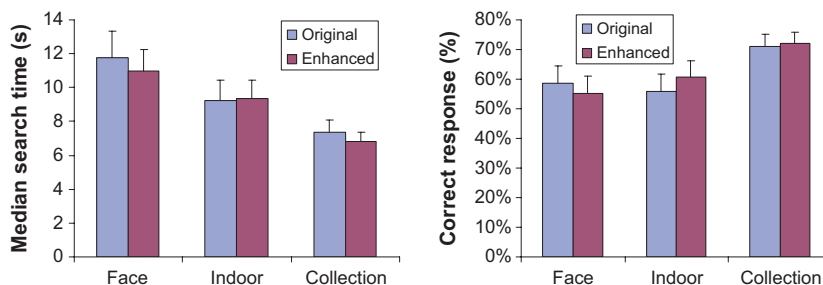 Median search time (s)
14
12
10
8
6
4
2
0
Original
Enhanced
Face
Indoor
Collection
Correct response (%)
80%
70%
60%
50%
40%
30%
20%
10%
0%
Original
Enhanced
Face
Indoor
Collection